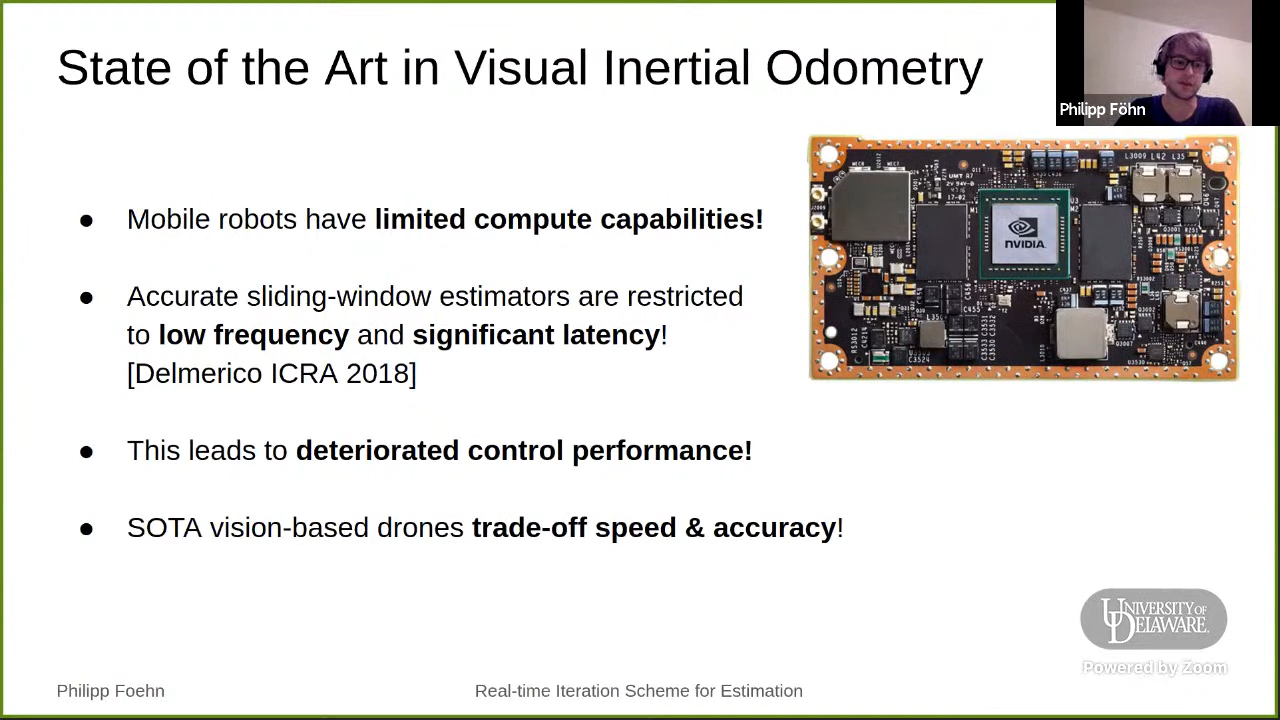 State of the Art in Visual Inertial Odometry
Philipp Föhn
● Mobile robots have limited compute capabilities!
● Accurate sliding-window estimators are restricted
to low frequency and significant latency!
[Delmerico ICRA 2018]
● This leads to deteriorated control performance!
● SOTA vision-based drones trade-off speed & accuracy!
L3009 L42 L35
NVIDIA
UNIVERSITY OF
DELAWARE.
Powered by Zoom
Philipp Foehn
Real-time Iteration Scheme for Estimation